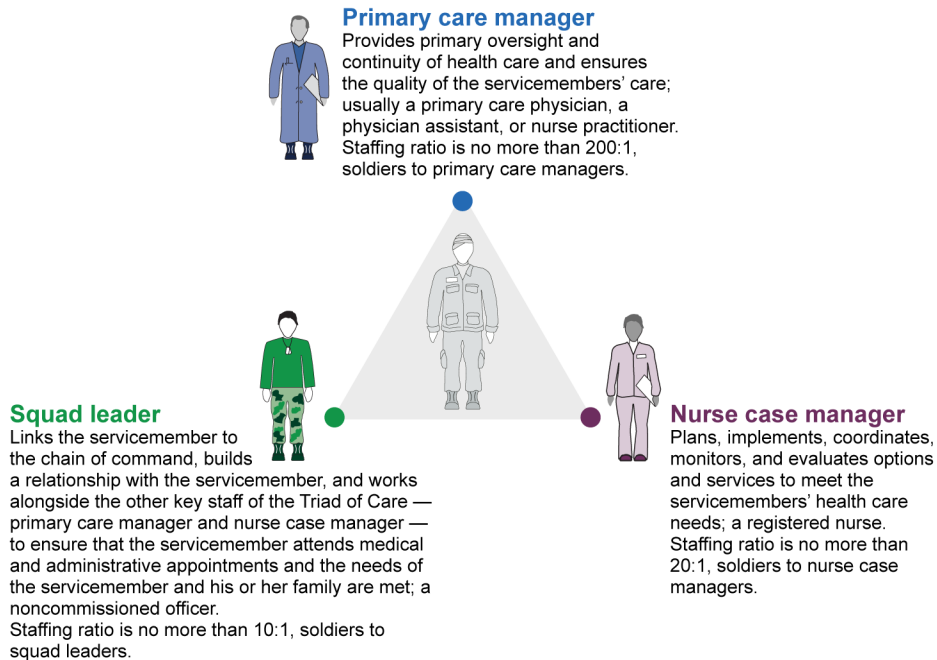 Primary care manager
Provides primary oversight and
continuity of health care and ensures
the quality of the servicemembers’ care;
usually a primary care physician, a
physician assistant, or nurse practitioner.
Staffing ratio is no more than 200:1,
soldiers to primary care managers.
Squad leader
Links the servicemember to
the chain of command, builds
a relationship with the servicemember, and works
alongside the other key staff of the Triad of Care —
primary care manager and nurse case manager —
to ensure that the servicemember attends medical
and administrative appointments and the needs of
the servicemember and his or her family are met; a
noncommissioned officer.
Staffing ratio is no more than 10:1, soldiers to
squad leaders.
Nurse case manager
Plans, implements, coordinates,
monitors, and evaluates options
and services to meet the
servicemembers’ health care
needs; a registered nurse.
Staffing ratio is no more than
20:1, soldiers to nurse case
managers.